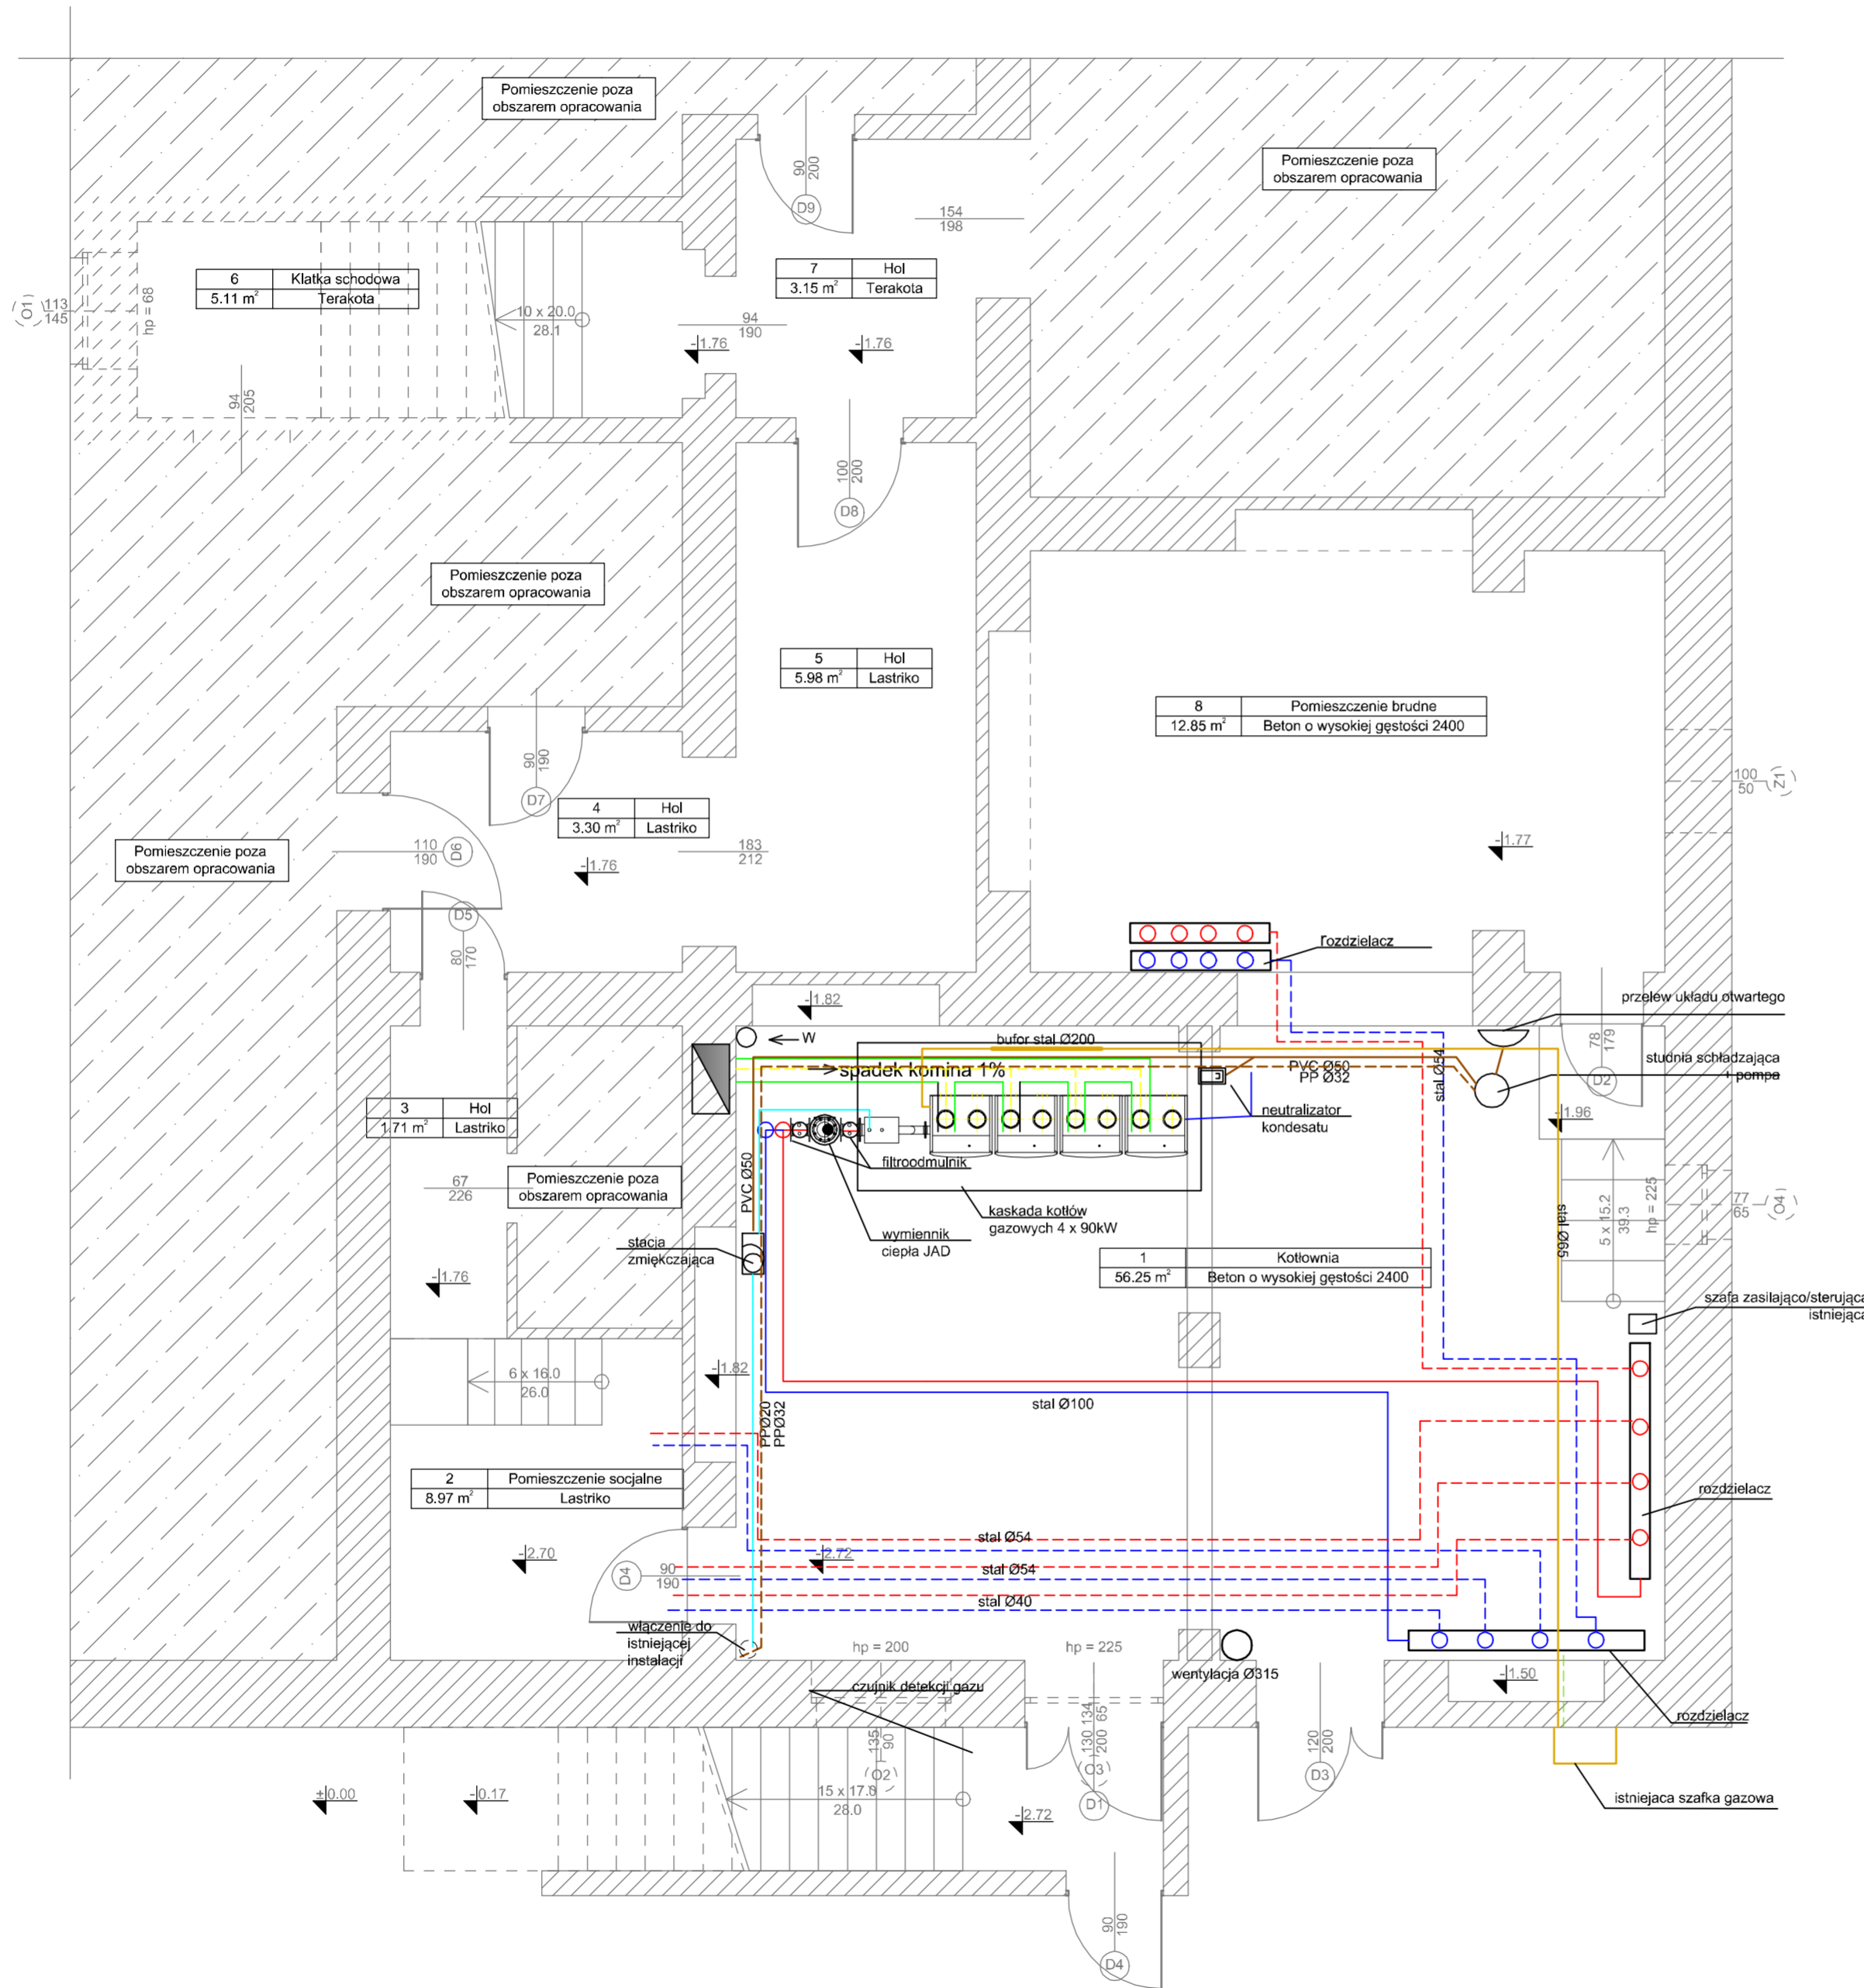 Pomieszczenie poza
obszarem opracowania
Pomieszczenie poza
obszarem opracowania
90
200
D9
154
198
6 Klatka schodowa
5.11 m² Terakota
hp = 68
O1
113
145
10 x 20.0
28.1
7 Hol
3.15 m² Terakota
94
190
-1.76
-1.76
94
205
100
200
D8
Pomieszczenie poza
obszarem opracowania
5 Hol
5.98 m² Lastriko
8 Pomieszczenie brudne
12.85 m² Beton o wysokiej gęstości 2400
90
190
D7
4 Hol
3.30 m² Lastriko
100
50
Z1
Pomieszczenie poza
obszarem opracowania
110
190
D6
183
212
-1.76
-1.77
D5
80
170
rozdzielacz
-1.82
przelew układu otwartego
W
bufor stal Ø200
stal Ø54
78
179
D2
studnia schładzająca
+ pompa
spadek komina 1%
PVC Ø50
PP Ø32
3 Hol
1.71 m² Lastriko
neutralizator
kondesatu
-1.96
filtroodmulnik
PVC Ø50
Pomieszczenie poza
obszarem opracowania
67
226
kaskada kotłów
gazowych 4 x 90kW
wymiennik
ciepła JAD
stacja
zmiękczająca
stal Ø65
5 x 15.2
39.3
hp = 225
77
65
O4
1 Kotłownia
56.25 m² Beton o wysokiej gęstości 2400
-1.76
szafa zasilająco/sterująca
istniejąca
6 x 16.0
26.0
-1.82
PPØ20
PPØ32
stal Ø100
2 Pomieszczenie socjalne
8.97 m² Lastriko
rozdzielacz
stal Ø54
-2.70
-2.72
D4
90
190
stal Ø54
stal Ø40
włączenie do
istniejącej
instalacji
hp = 200
hp = 225
wentylacja Ø315
-1.50
czujnik detekcji gazu
rozdzielacz
135
90
O2
134
65
130
200
O3
D1
120
200
D3
±0.00
-0.17
15 x 17.0
28.0
-2.72
istniejaca szafka gazowa
90
190
D4